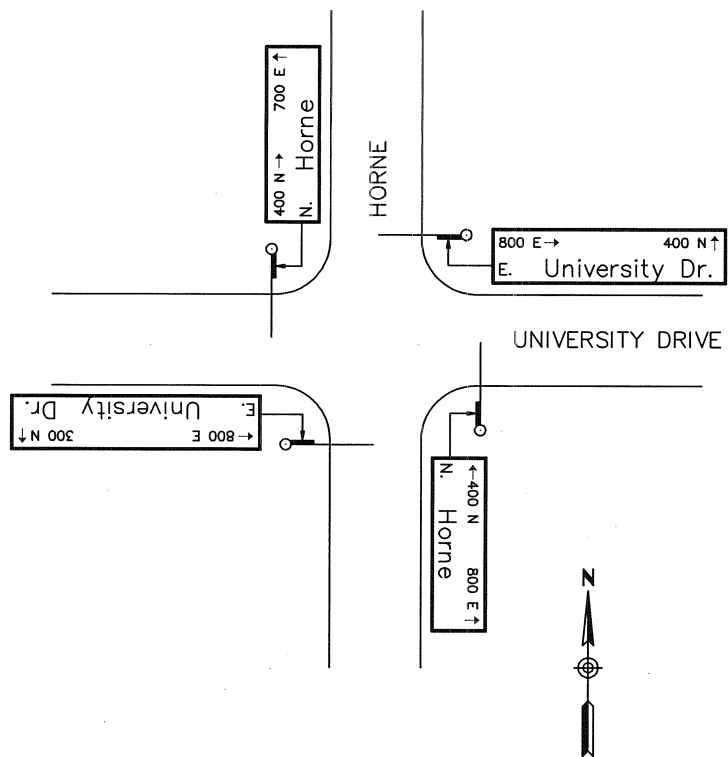 400 N → 700 E ↑
N. Horne
HORNE
800 E→ 400 N ↑
E. University Dr.
UNIVERSITY DRIVE
←800 E 300 N ↑
E. University Dr.
←400 N 800 E ↑
N. Horne
N